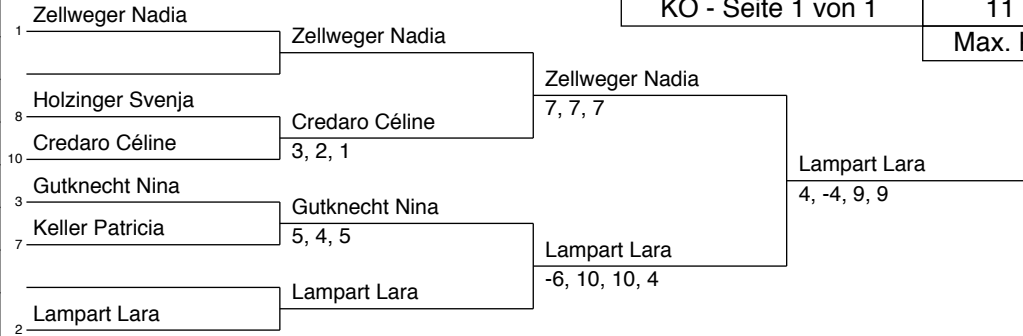 KO - Seite 1 von 1
11
Max.
1 Zellweger Nadia
8 Holzinger Svenja
10 Credaro Céline
3 Gutknecht Nina
7 Keller Patricia
2 Lampart Lara
Zellweger Nadia
Credaro Céline
3, 2, 1
Gutknecht Nina
5, 4, 5
Lampart Lara
Zellweger Nadia
7, 7, 7
Lampart Lara
-6, 10, 10, 4
Lampart Lara
4, -4, 9, 9